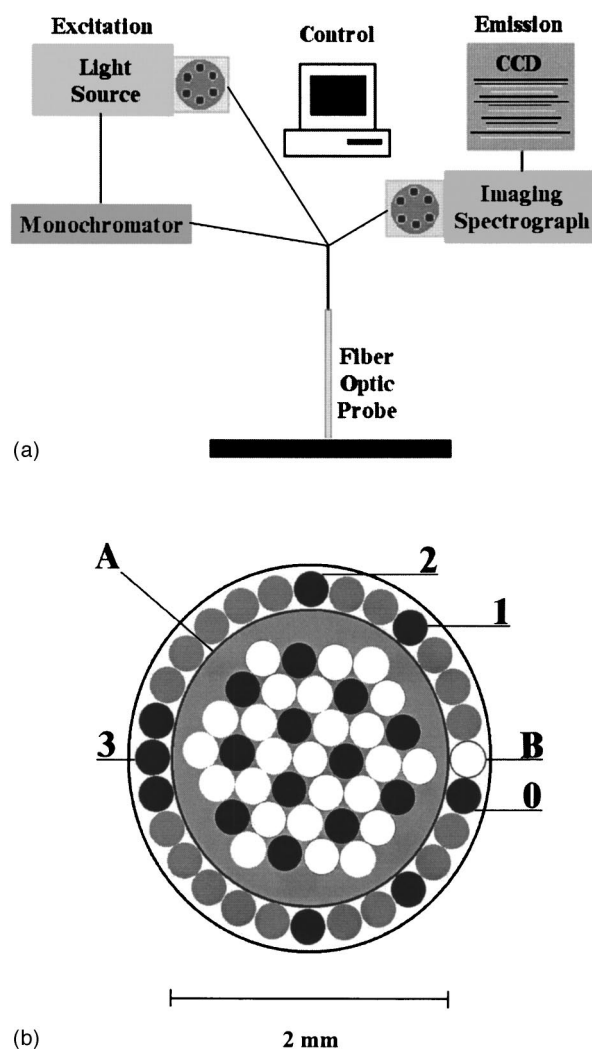 Excitation
Control
Emission
Light
Source
CCD
Monochromator
Imaging
Spectrograph
Fiber
Optic
Probe
(a)
A
2
1
3
B
0
(b)
2 mm